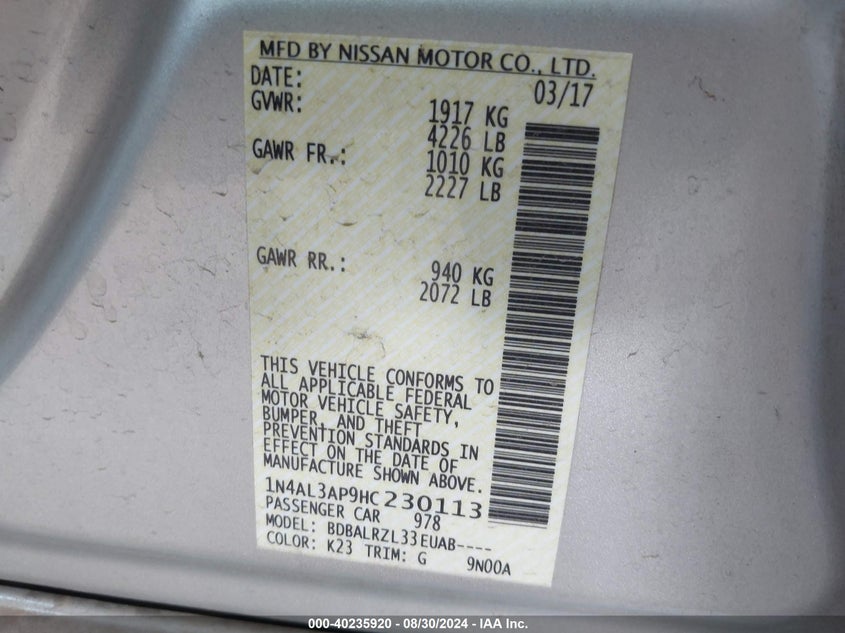 MFD BY NISSAN MOTOR CO., LTD.
DATE: 03/17
GVWR: 1917 KG
4226 LB
GAWR FR.: 1010 KG
2227 LB
GAWR RR.: 940 KG
2072 LB
THIS VEHICLE CONFORMS TO
ALL APPLICABLE FEDERAL
MOTOR VEHICLE SAFETY,
BUMPER, AND THEFT
PREVENTION STANDARDS IN
EFFECT ON THE DATE OF
MANUFACTURE SHOWN ABOVE.
1N4AL3AP9HC230113
PASSENGER CAR 978
MODEL: BDBALRZL33EUAB----
COLOR: K23 TRIM: G 9N00A
000-40235920 - 08/30/2024 - IAA Inc.